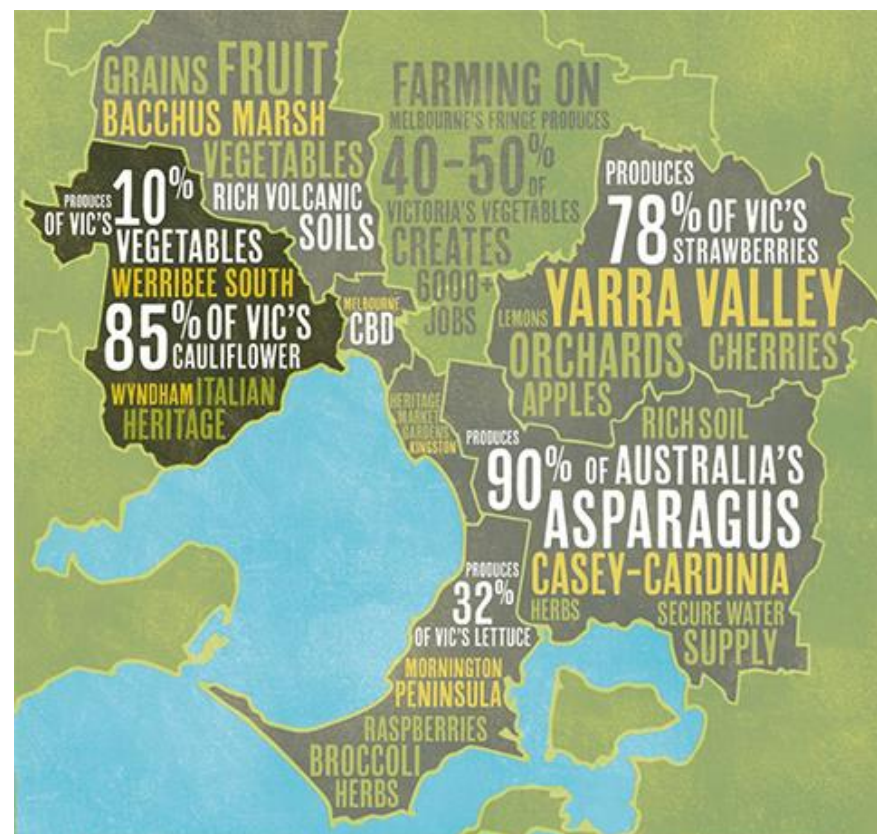 GRAINS FRUIT
BACCHUS MARSH
VEGETABLES
RICH VOLCANIC
SOILS
FARMING ON
MELBOURNE'S FRINGE PRODUCES
40-50% OF
VICTORIA'S VEGETABLES
CREATES
6000+
JOBS
PRODUCES
78% OF VIC'S
STRAWBERRIES
LEMONS YARRA VALLEY
ORCHARDS CHERRIES
APPLES
PRODUCES 10%
OF VIC'S
VEGETABLES
WERRIBEE SOUTH
85% OF VIC'S
CAULIFLOWER
WYNDHAM ITALIAN
HERITAGE
MELBOURNE
CBD
HERITAGE
MARKET
GARDENS
KINGSTON
RICH SOIL
PRODUCES
90% OF AUSTRALIA'S
ASPARAGUS
CASEY-CARDINIA
HERBS
SECURE WATER
SUPPLY
PRODUCES
32%
OF VIC'S LETTUCE
MORNINGTON
PENINSULA
RASPBERRIES
BROCCOLI
HERBS